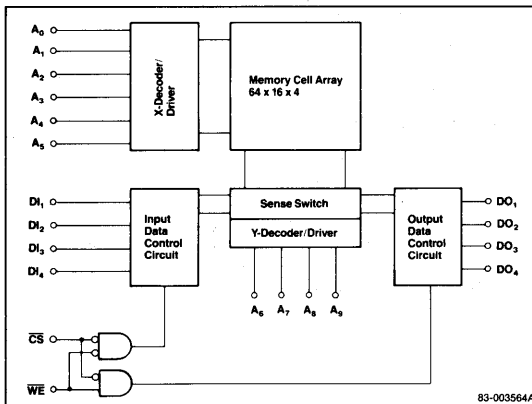 A₀
A₁
A₂
A₃
A₄
A₅
X-Decoder/
Driver
Memory Cell Array
64 x 16 x 4
DI₁
DI₂
DI₃
DI₄
Input
Data
Control
Circuit
Sense Switch
Y-Decoder/Driver
Output
Data
Control
Circuit
DO₁
DO₂
DO₃
DO₄
A₆ A₇ A₈ A₉
C̅S̅
W̅E̅
83-003564A